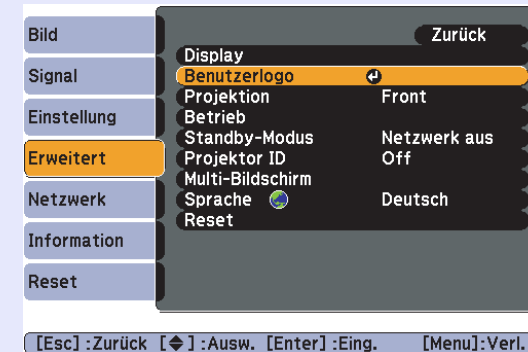 Bild
Signal
Einstellung
Erweitert
Netzwerk
Information
Reset
Zurück
Display
Benutzerlogo
Projektion Front
Betrieb
Standby-Modus Netzwerk aus
Projektor ID Off
Multi-Bildschirm
Sprache Deutsch
Reset
[Esc] :Zurück [◆] :Ausw. [Enter] :Eing. [Menu]:Verl.